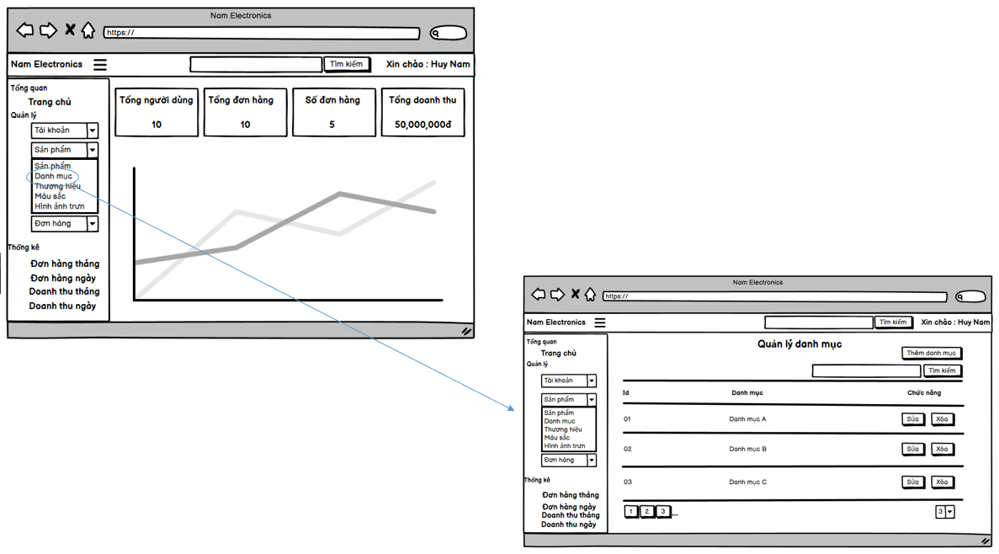 Nam Electronics
https://
Nam Electronics
Tìm kiếm
Xin chào : Huy Nam
Tổng quan
Trang chủ
Quản lý
Tài khoản
Sản phẩm
Sản phẩm
Danh mục
Thương hiệu
Màu sắc
Hình ảnh trưn
Đơn hàng
Thống kê
Đơn hàng tháng
Đơn hàng ngày
Doanh thu tháng
Doanh thu ngày
Tổng người dùng
10
Tổng đơn hàng
10
Số đơn hàng
5
Tổng doanh thu
50,000,000đ
Nam Electronics
https://
Nam Electronics
Tìm kiếm
Xin chào : Huy Nam
Tổng quan
Trang chủ
Quản lý
Tài khoản
Sản phẩm
Sản phẩm
Danh mục
Thương hiệu
Màu sắc
Hình ảnh trưn
Đơn hàng
Thống kê
Đơn hàng tháng
Đơn hàng ngày
Doanh thu tháng
Doanh thu ngày
Quản lý danh mục
Thêm danh mục
Tìm kiếm
Id Danh mục Chức năng
01 Danh mục A Sửa Xóa
02 Danh mục B Sửa Xóa
03 Danh mục C Sửa Xóa
1 2 3 ... 3